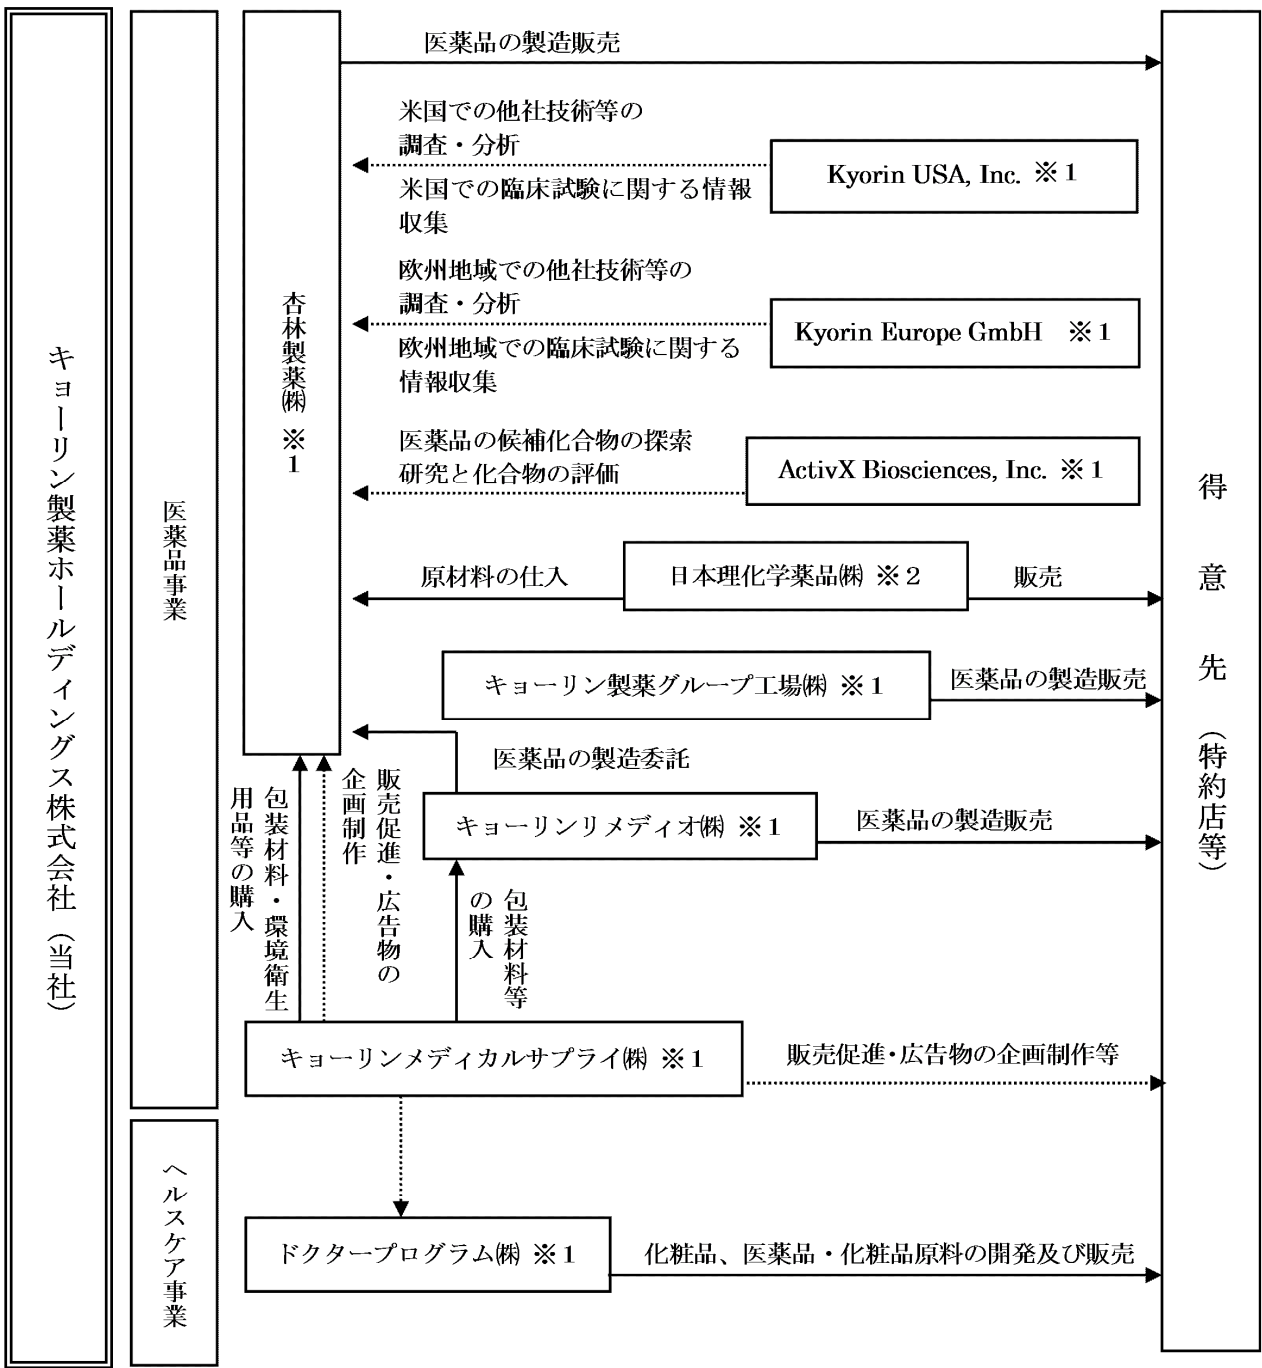 キョーリン製薬ホールディングス株式会社（当社）
医薬品事業
ヘルスケア事業
杏林製薬㈱ ※1
医薬品の製造販売
米国での他社技術等の
調査・分析
米国での臨床試験に関する情報
収集
Kyorin USA, Inc. ※1
欧州地域での他社技術等の
調査・分析
欧州地域での臨床試験に関する
情報収集
Kyorin Europe GmbH ※1
医薬品の候補化合物の探索
研究と化合物の評価
ActivX Biosciences, Inc. ※1
原材料の仕入
日本理化学薬品㈱ ※2
販売
キョーリン製薬グループ工場㈱ ※1
医薬品の製造販売
医薬品の製造委託
キョーリンリメディオ㈱ ※1
医薬品の製造販売
包装材料・環境衛生
用品等の購入
販売促進・広告物の
企画制作
包装材料等
の購入
キョーリンメディカルサプライ㈱ ※1
販売促進・広告物の企画制作等
ドクタープログラム㈱ ※1
化粧品、医薬品・化粧品原料の開発及び販売
得意先（特約店等）